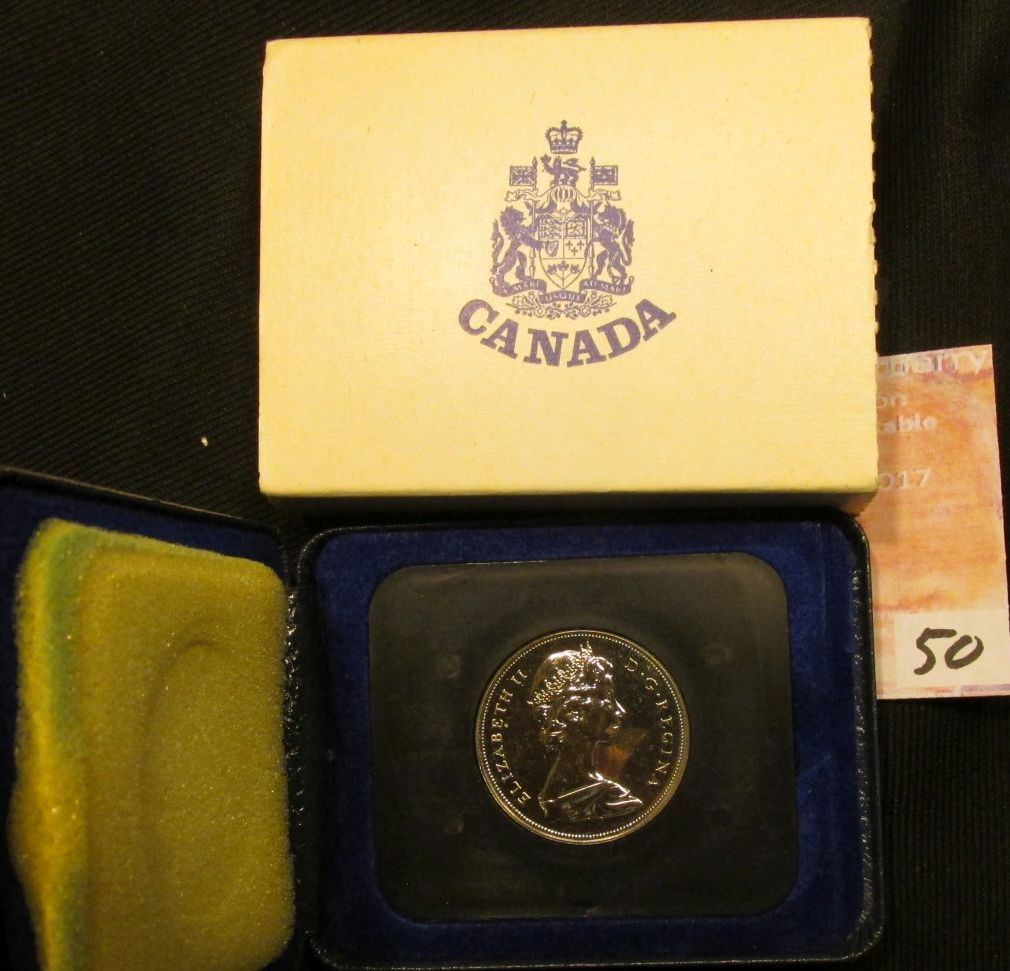 A MARI USQUE AD MARE
CANADA
on
able
017
50
ELIZABETH II D·G·REGINA